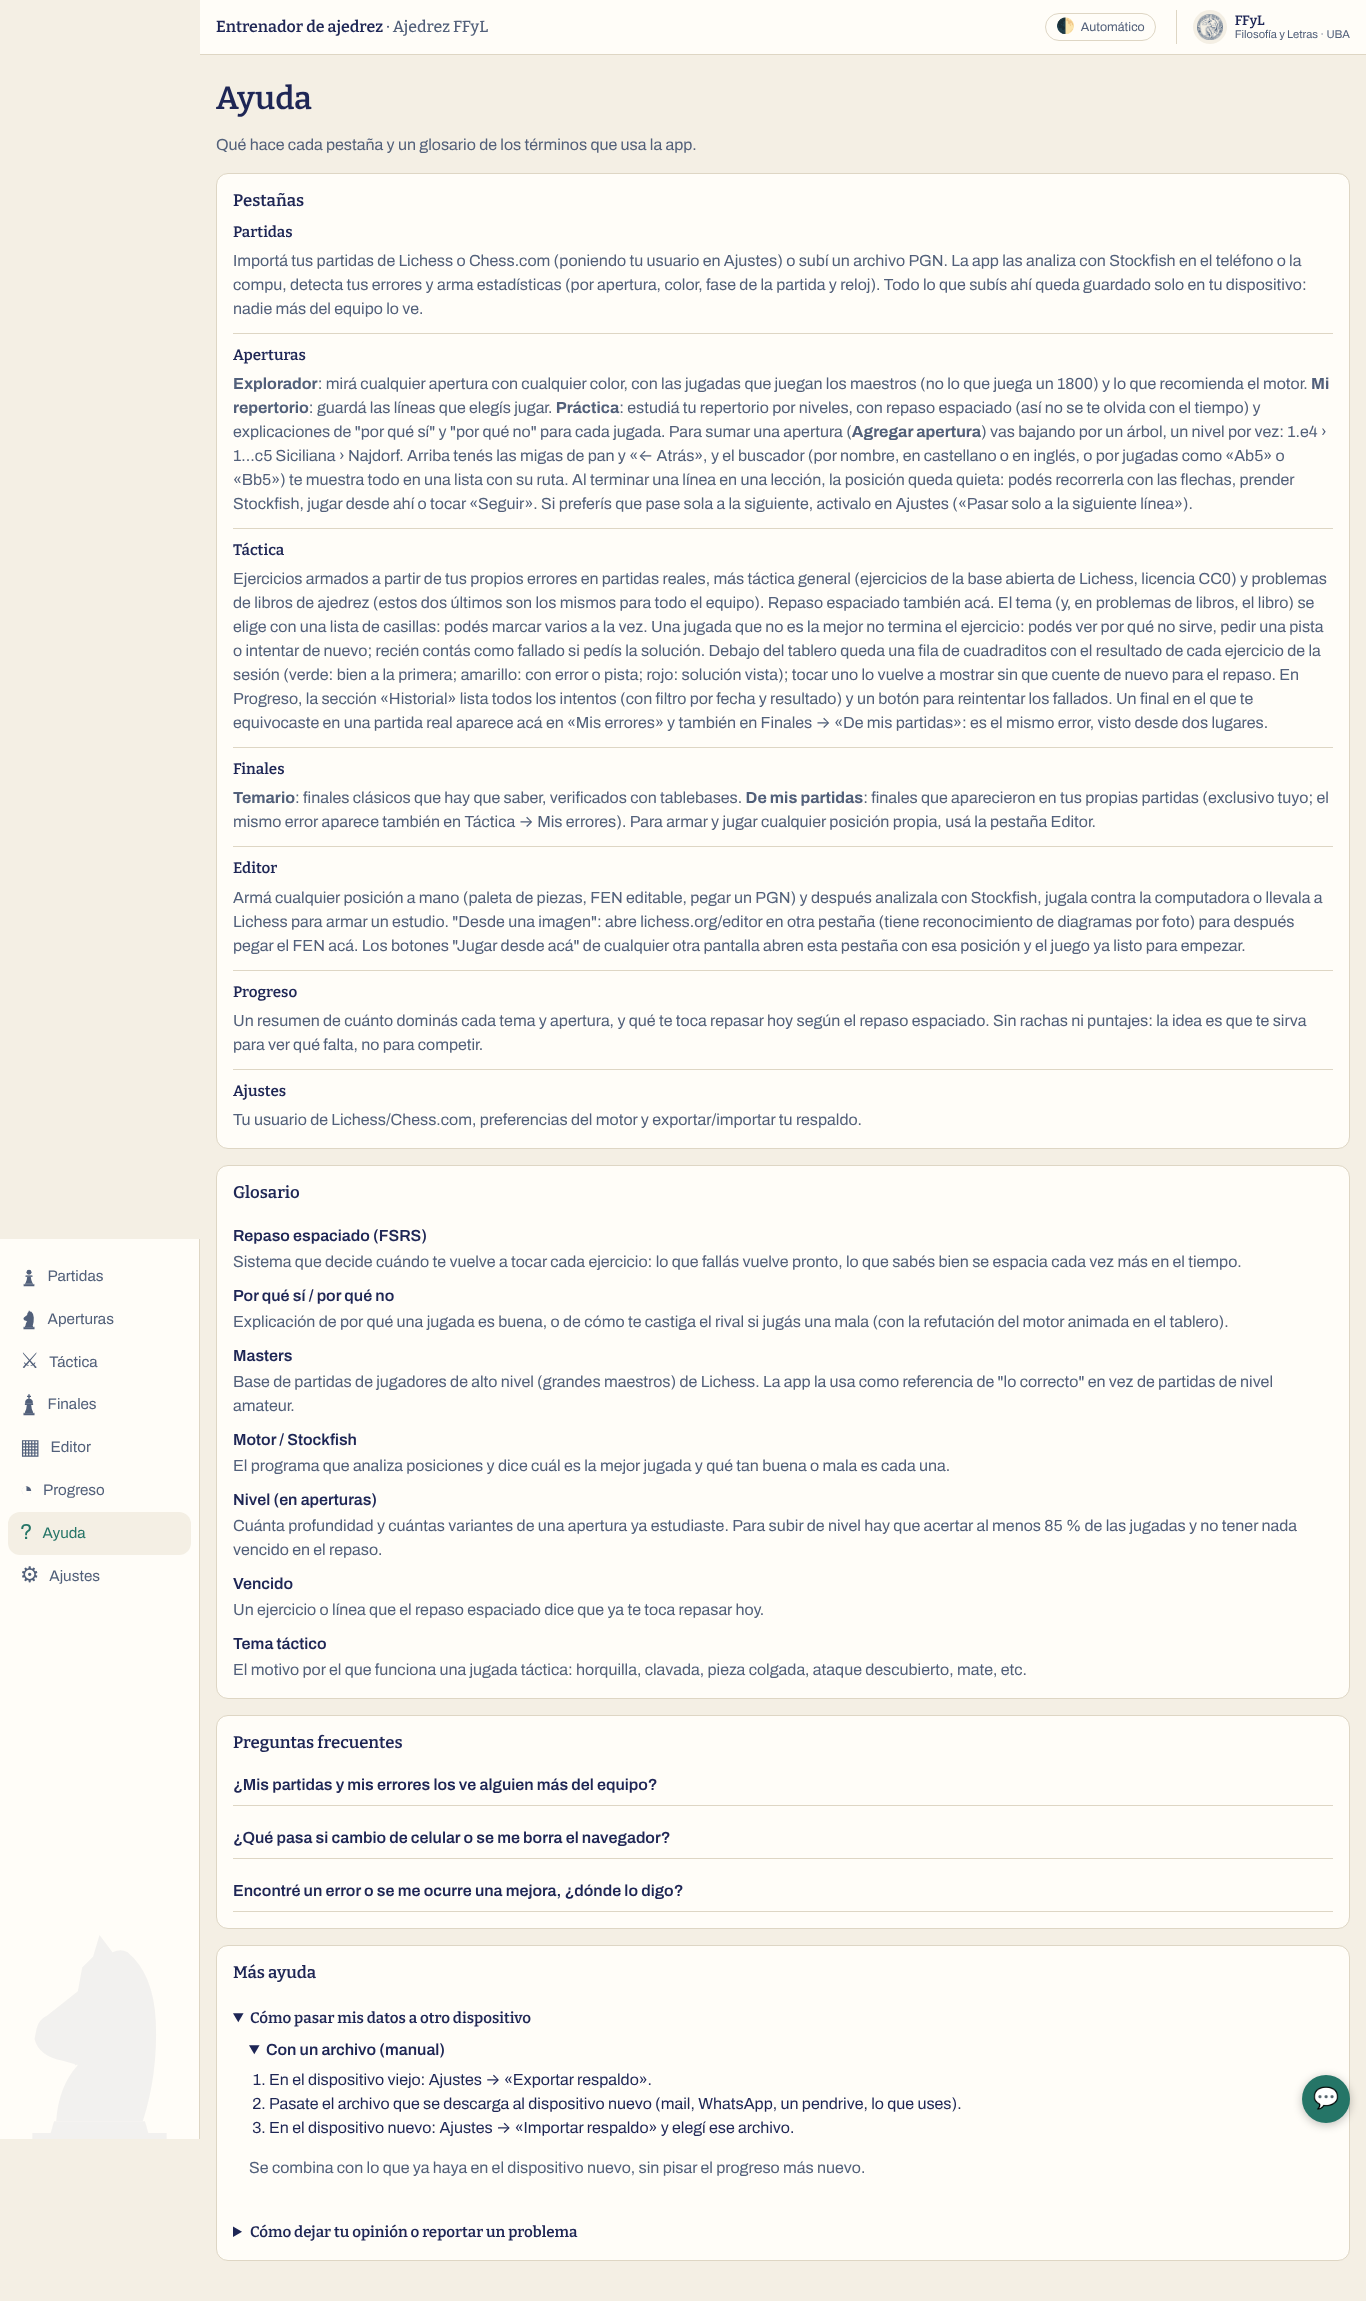 Entrenador de ajedrez · Ajedrez FFyL
Automático
FFyL
Filosofía y Letras · UBA
Ayuda
Qué hace cada pestaña y un glosario de los términos que usa la app.
Pestañas
Partidas
Importá tus partidas de Lichess o Chess.com (poniendo tu usuario en Ajustes) o subí un archivo PGN. La app las analiza con Stockfish en el teléfono o la
compu, detecta tus errores y arma estadísticas (por apertura, color, fase de la partida y reloj). Todo lo que subís ahí queda guardado solo en tu dispositivo:
nadie más del equipo lo ve.
Aperturas
Explorador: mirá cualquier apertura con cualquier color, con las jugadas que juegan los maestros (no lo que juega un 1800) y lo que recomienda el motor. Mi
repertorio: guardá las líneas que elegís jugar. Práctica: estudiá tu repertorio por niveles, con repaso espaciado (así no se te olvida con el tiempo) y
explicaciones de "por qué sí" y "por qué no" para cada jugada. Para sumar una apertura (Agregar apertura) vas bajando por un árbol, un nivel por vez: 1.e4 ›
1…c5 Siciliana › Najdorf. Arriba tenés las migas de pan y «← Atrás», y el buscador (por nombre, en castellano o en inglés, o por jugadas como «Ab5» o
«Bb5») te muestra todo en una lista con su ruta. Al terminar una línea en una lección, la posición queda quieta: podés recorrerla con las flechas, prender
Stockfish, jugar desde ahí o tocar «Seguir». Si preferís que pase sola a la siguiente, activalo en Ajustes («Pasar solo a la siguiente línea»).
Táctica
Ejercicios armados a partir de tus propios errores en partidas reales, más táctica general (ejercicios de la base abierta de Lichess, licencia CC0) y problemas
de libros de ajedrez (estos dos últimos son los mismos para todo el equipo). Repaso espaciado también acá. El tema (y, en problemas de libros, el libro) se
elige con una lista de casillas: podés marcar varios a la vez. Una jugada que no es la mejor no termina el ejercicio: podés ver por qué no sirve, pedir una pista
o intentar de nuevo; recién contás como fallado si pedís la solución. Debajo del tablero queda una fila de cuadraditos con el resultado de cada ejercicio de la
sesión (verde: bien a la primera; amarillo: con error o pista; rojo: solución vista); tocar uno lo vuelve a mostrar sin que cuente de nuevo para el repaso. En
Progreso, la sección «Historial» lista todos los intentos (con filtro por fecha y resultado) y un botón para reintentar los fallados. Un final en el que te
equivocaste en una partida real aparece acá en «Mis errores» y también en Finales → «De mis partidas»: es el mismo error, visto desde dos lugares.
Finales
Temario: finales clásicos que hay que saber, verificados con tablebases. De mis partidas: finales que aparecieron en tus propias partidas (exclusivo tuyo; el
mismo error aparece también en Táctica → Mis errores). Para armar y jugar cualquier posición propia, usá la pestaña Editor.
Editor
Armá cualquier posición a mano (paleta de piezas, FEN editable, pegar un PGN) y después analizala con Stockfish, jugala contra la computadora o llevala a
Lichess para armar un estudio. "Desde una imagen": abre lichess.org/editor en otra pestaña (tiene reconocimiento de diagramas por foto) para después
pegar el FEN acá. Los botones "Jugar desde acá" de cualquier otra pantalla abren esta pestaña con esa posición y el juego ya listo para empezar.
Progreso
Un resumen de cuánto dominás cada tema y apertura, y qué te toca repasar hoy según el repaso espaciado. Sin rachas ni puntajes: la idea es que te sirva
para ver qué falta, no para competir.
Ajustes
Tu usuario de Lichess/Chess.com, preferencias del motor y exportar/importar tu respaldo.
Glosario
Repaso espaciado (FSRS)
Sistema que decide cuándo te vuelve a tocar cada ejercicio: lo que fallás vuelve pronto, lo que sabés bien se espacia cada vez más en el tiempo.
Por qué sí / por qué no
Explicación de por qué una jugada es buena, o de cómo te castiga el rival si jugás una mala (con la refutación del motor animada en el tablero).
Masters
Base de partidas de jugadores de alto nivel (grandes maestros) de Lichess. La app la usa como referencia de "lo correcto" en vez de partidas de nivel
amateur.
Motor / Stockfish
El programa que analiza posiciones y dice cuál es la mejor jugada y qué tan buena o mala es cada una.
Nivel (en aperturas)
Cuánta profundidad y cuántas variantes de una apertura ya estudiaste. Para subir de nivel hay que acertar al menos 85 % de las jugadas y no tener nada
vencido en el repaso.
Vencido
Un ejercicio o línea que el repaso espaciado dice que ya te toca repasar hoy.
Tema táctico
El motivo por el que funciona una jugada táctica: horquilla, clavada, pieza colgada, ataque descubierto, mate, etc.
Preguntas frecuentes
¿Mis partidas y mis errores los ve alguien más del equipo?
¿Qué pasa si cambio de celular o se me borra el navegador?
Encontré un error o se me ocurre una mejora, ¿dónde lo digo?
Más ayuda
Cómo pasar mis datos a otro dispositivo
Con un archivo (manual)
1. En el dispositivo viejo: Ajustes → «Exportar respaldo».
2. Pasate el archivo que se descarga al dispositivo nuevo (mail, WhatsApp, un pendrive, lo que uses).
3. En el dispositivo nuevo: Ajustes → «Importar respaldo» y elegí ese archivo.
Se combina con lo que ya haya en el dispositivo nuevo, sin pisar el progreso más nuevo.
Cómo dejar tu opinión o reportar un problema
Partidas
Aperturas
Táctica
Finales
Editor
Progreso
? Ayuda
Ajustes